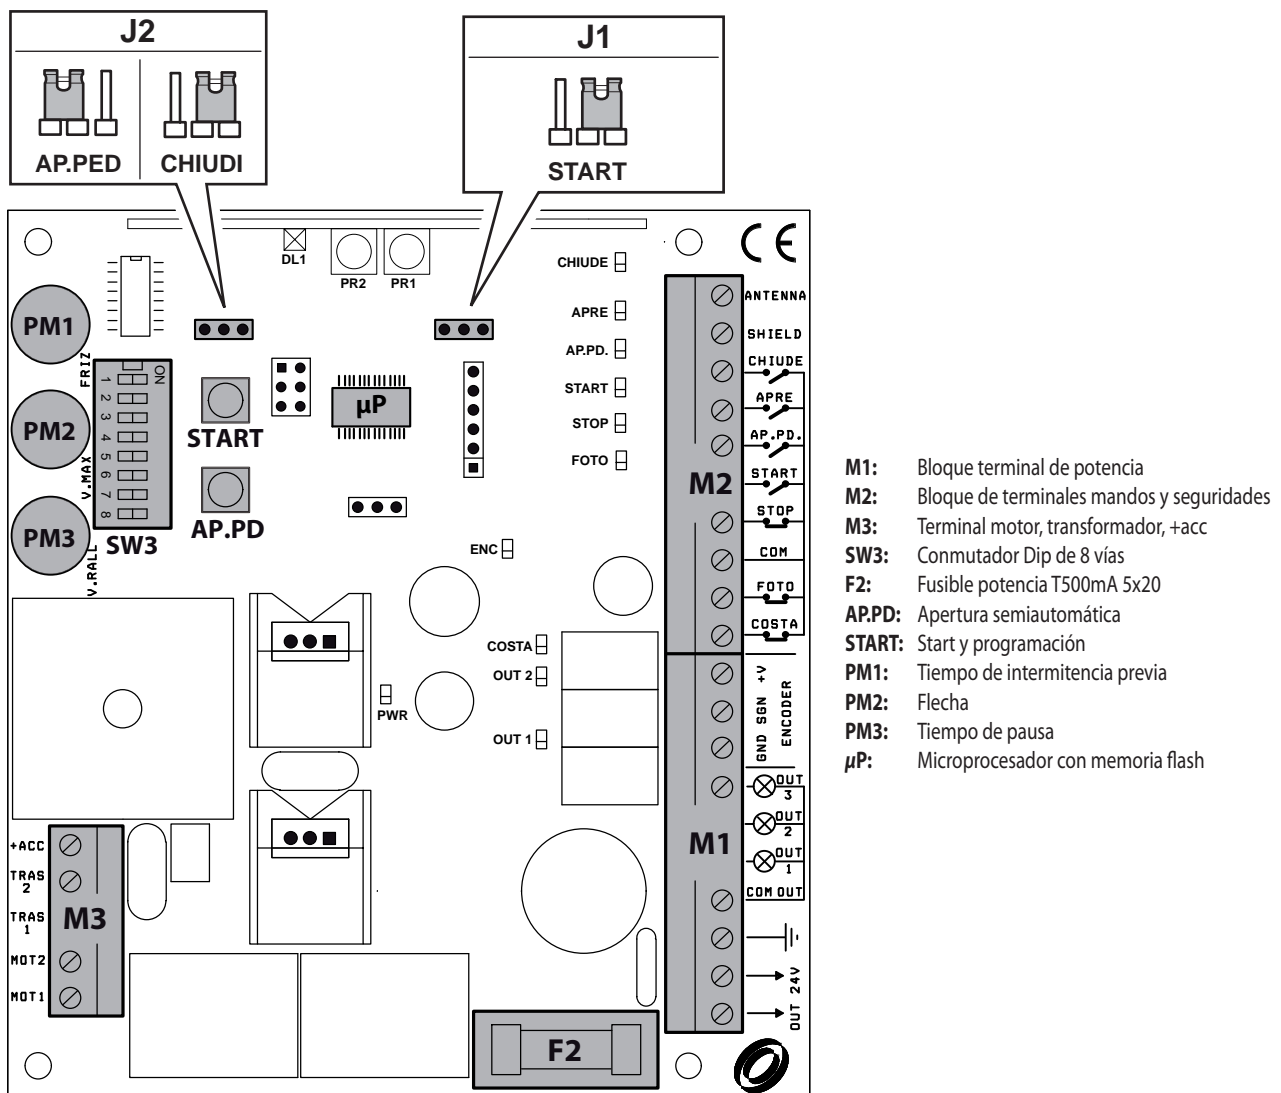 J2
AP.PED
CHIUDI
J1
START
CE
DL1
PR2
PR1
CHIUDE
APRE
AP.PD.
START
STOP
FOTO
PM1
FRIZ
PM2
V.MAX
PM3
V.RALL
ON
1
2
3
4
5
6
7
8
SW3
START
AP.PD
µP
ENC
COSTA
OUT 2
OUT 1
PWR
M2
ANTENNA
SHIELD
CHIUDE
APRE
AP.PD.
START
STOP
COM
FOTO
COSTA
GND SGN +V
ENCODER
M1
OUT 3
OUT 2
OUT 1
COM OUT
OUT 24V
+ACC
TRAS 2
TRAS 1
MOT2
MOT1
M3
F2
M1: Bloque terminal de potencia
M2: Bloque de terminales mandos y seguridades
M3: Terminal motor, transformador, +acc
SW3: Conmutador Dip de 8 vías
F2: Fusible potencia T500mA 5x20
AP.PD: Apertura semiautomática
START: Start y programación
PM1: Tiempo de intermitencia previa
PM2: Flecha
PM3: Tiempo de pausa
µP: Microprocesador con memoria flash